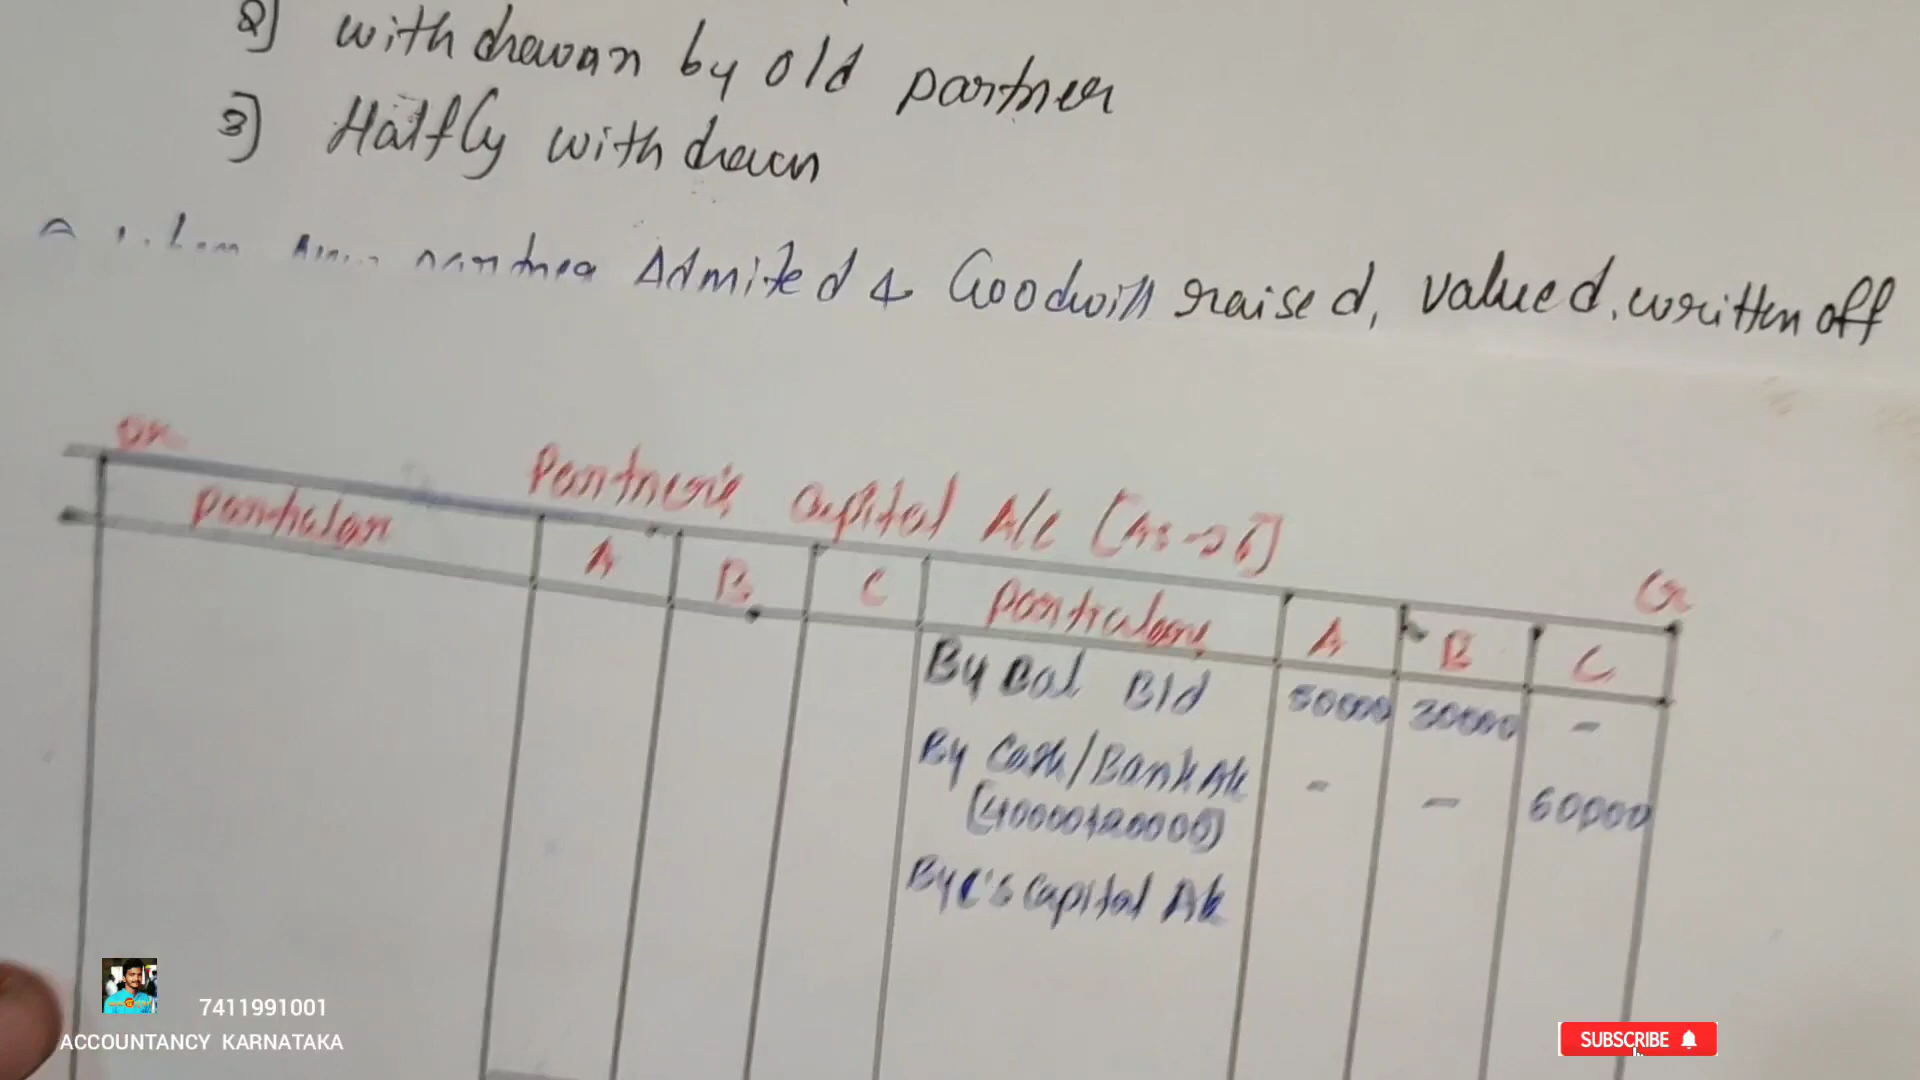 2) withdrawan by old partner
3) Halfly withdrawn
Admited & Goodwill raised, valued, written off
Dr
Partner's capital A/c [AS-26]
Cr
particulars A B C particulars A B C
By Bal B/d 50000 30000 -
By Cash/Bank A/c - - 60000
(40000+20000)
By C's Capital A/c
7411991001
ACCOUNTANCY KARNATAKA
SUBSCRIBE